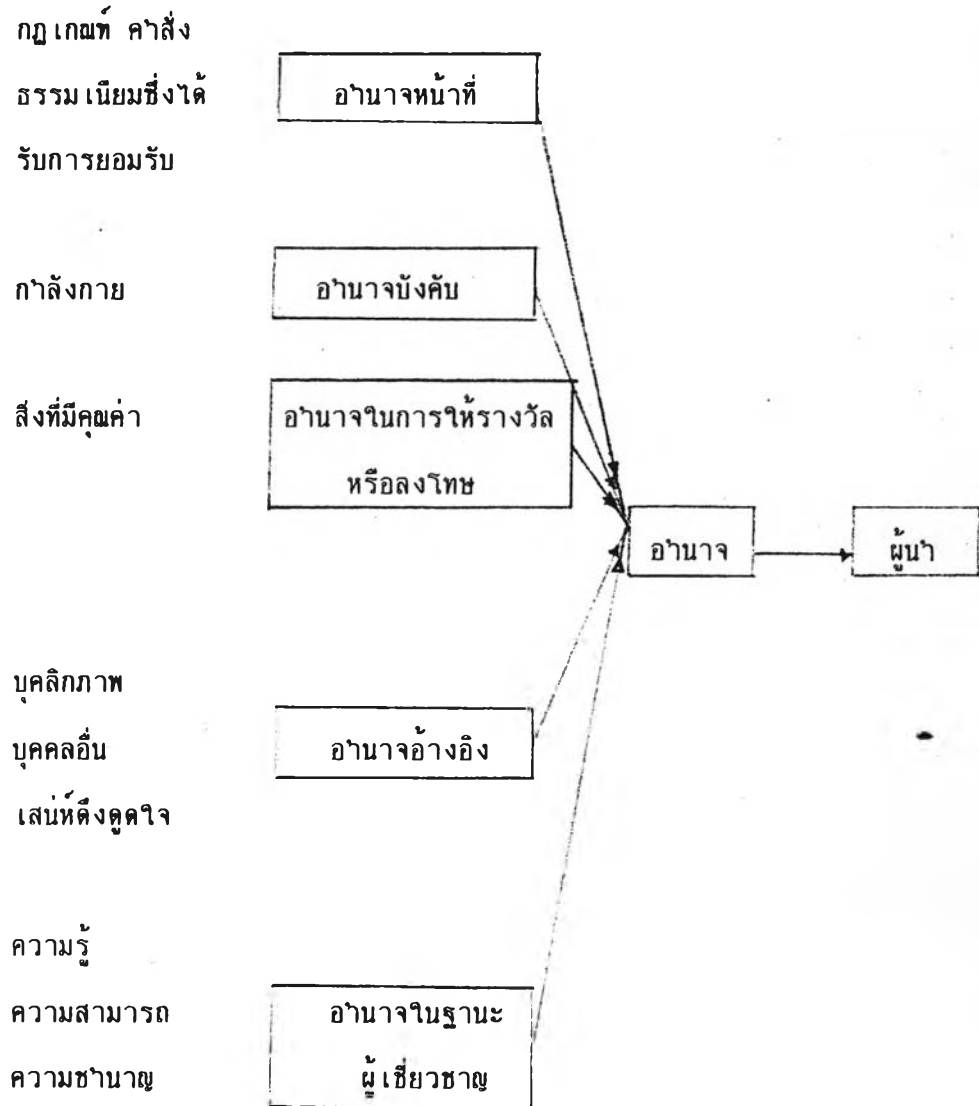 กฎ เกณฑ์ คำสั่ง
ธรรมเนียมซึ่งได้
รับการยอมรับ
อำนาจหน้าที่
กำลังกาย
อำนาจบังคับ
สิ่งที่มีคุณค่า
อำนาจในการให้รางวัล
หรือลงโทษ
อำนาจ
ผู้นำ
บุคลิกภาพ
บุคคลอื่น
เสน่ห์ดึงดูดใจ
อำนาจอ้างอิง
ความรู้
ความสามารถ
ความชำนาญ
อำนาจในฐานะ
ผู้เชี่ยวชาญ